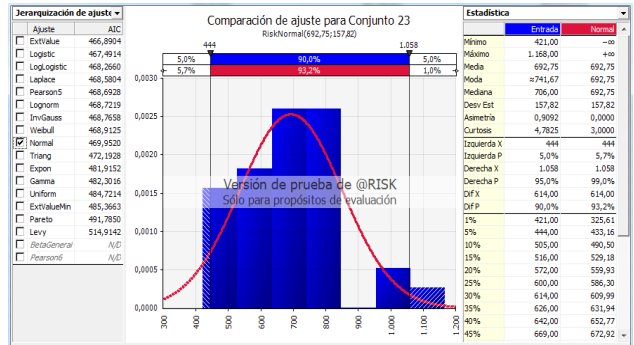 Jerarquización de ajuste
Ajuste AIC
ExtValue 466,8904
Logistic 467,4914
LogLogistic 468,2660
Laplace 468,5804
Pearson5 468,6928
Lognorm 468,7219
InvGauss 468,7658
Weibull 468,9125
Normal 469,9520
Triang 472,1928
Expon 481,9152
Gamma 482,3016
Uniform 484,7214
ExtValueMin 485,3663
Pareto 491,7850
Levy 514,9142
BetaGeneral N/D
Pearson6 N/D
Comparación de ajuste para Conjunto 23
RiskNormal(692,75;157,82)
444 1.058
5,0% 90,0% 5,0%
5,7% 93,2% 1,0%
0,0030
0,0025
0,0020
0,0015
0,0010
0,0005
0,0000
Versión de prueba de @RISK
Sólo para propósitos de evaluación
300 400 500 600 700 800 900 1.000 1.100 1.200
Estadística
Entrada Normal
Mínimo 421,00 −∞
Máximo 1.168,00 +∞
Media 692,75 692,75
Moda ≈741,67 692,75
Mediana 706,00 692,75
Desv Est 157,82 157,82
Asimetría 0,9092 0,0000
Curtosis 4,7825 3,0000
Izquierda X 444 444
Izquierda P 5,0% 5,7%
Derecha X 1.058 1.058
Derecha P 95,0% 99,0%
Dif X 614,00 614,00
Dif P 90,0% 93,2%
1% 421,00 325,61
5% 444,00 433,16
10% 505,00 490,50
15% 516,00 529,18
20% 572,00 559,93
25% 600,00 586,30
30% 614,00 609,99
35% 626,00 631,94
40% 642,00 652,77
45% 669,00 672,92